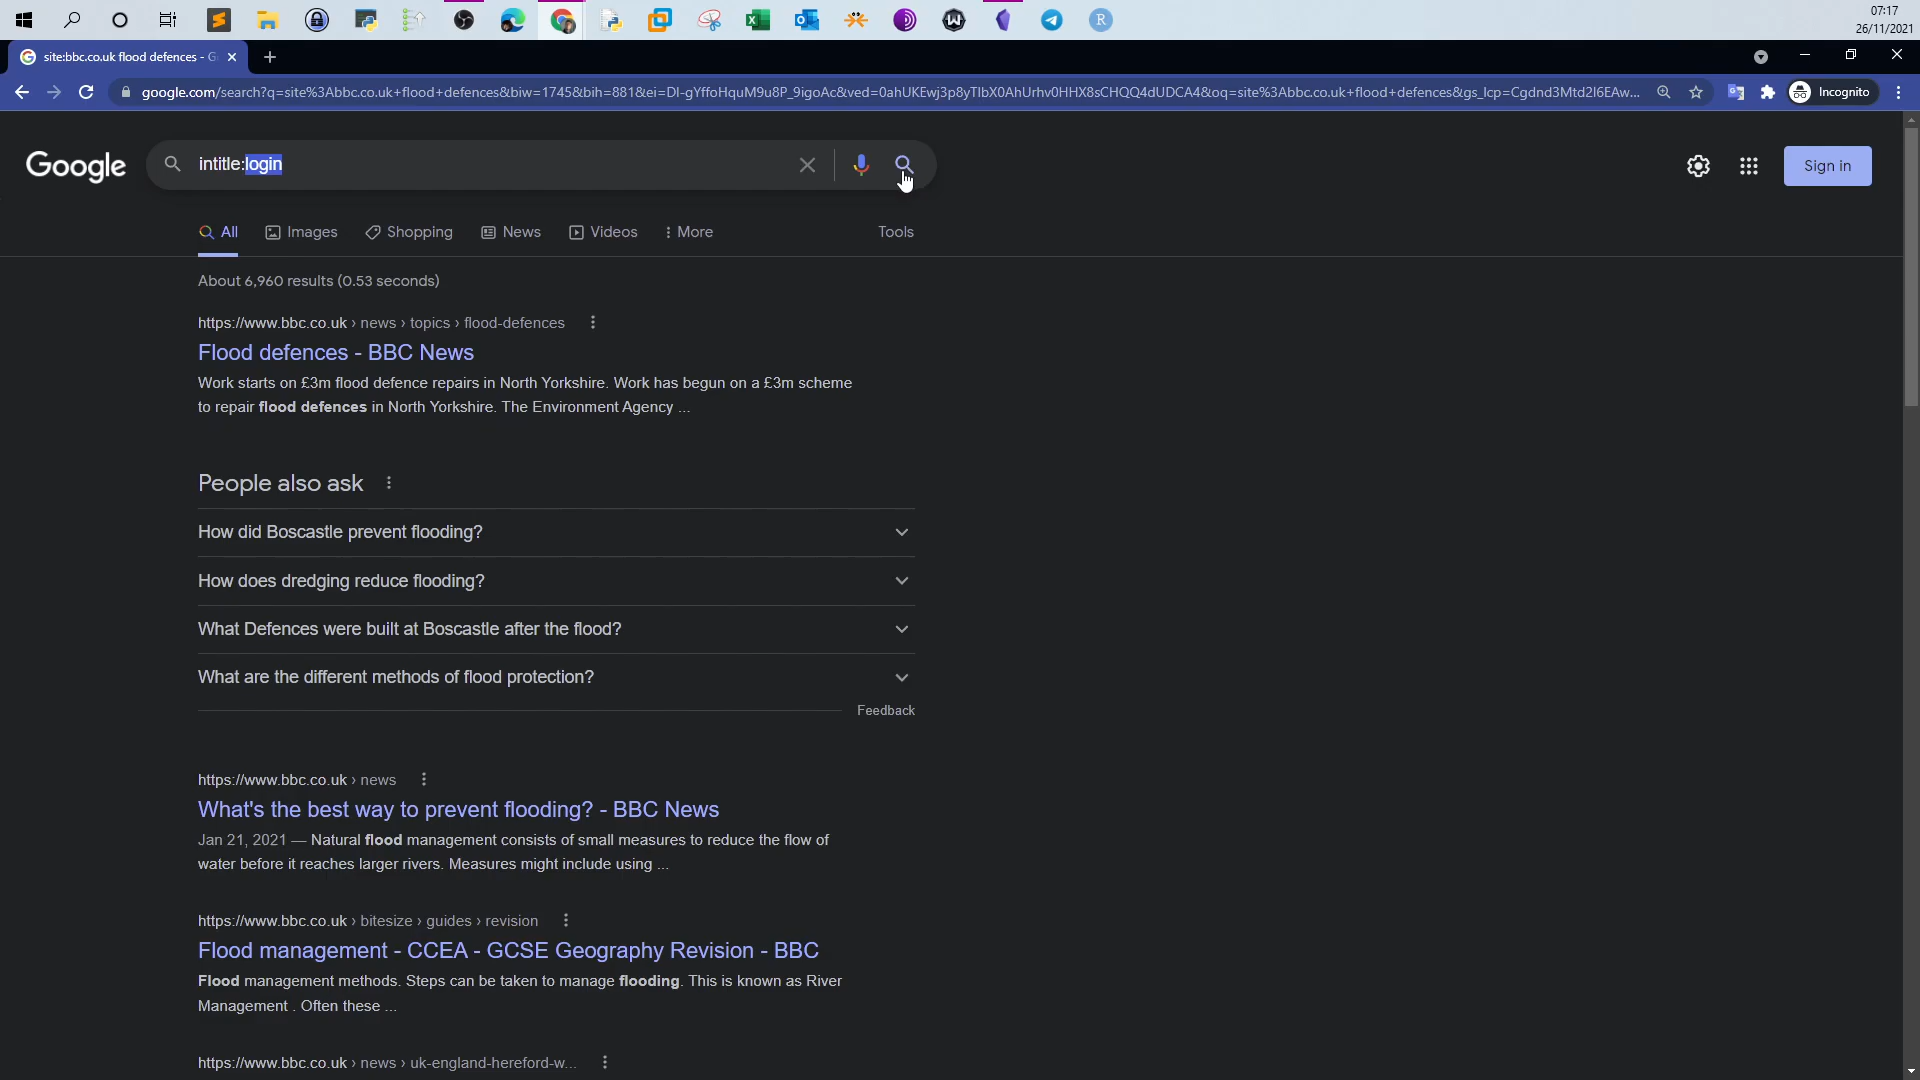 07:17
26/11/2021
site:bbc.co.uk flood defences - G
google.com/search?q=site%3Abbc.co.uk+flood+defences&biw=1745&bih=881&ei=DI-gYffoHquM9u8P_9igoAc&ved=0ahUKEwj3p8yTlbX0AhUrhv0HHX8sCHQQ4dUDCA4&oq=site%3Abbc.co.uk+flood+defences&gs_lcp=Cgdnd3Mtd2l6EAw...
Incognito
Google
intitle:login
Sign in
All
Images
Shopping
News
Videos
More
Tools
About 6,960 results (0.53 seconds)
https://www.bbc.co.uk › news › topics › flood-defences
Flood defences - BBC News
Work starts on £3m flood defence repairs in North Yorkshire. Work has begun on a £3m scheme
to repair flood defences in North Yorkshire. The Environment Agency ...
People also ask
How did Boscastle prevent flooding?
How does dredging reduce flooding?
What Defences were built at Boscastle after the flood?
What are the different methods of flood protection?
Feedback
https://www.bbc.co.uk › news
What's the best way to prevent flooding? - BBC News
Jan 21, 2021 — Natural flood management consists of small measures to reduce the flow of
water before it reaches larger rivers. Measures might include using ...
https://www.bbc.co.uk › bitesize › guides › revision
Flood management - CCEA - GCSE Geography Revision - BBC
Flood management methods. Steps can be taken to manage flooding. This is known as River
Management . Often these ...
https://www.bbc.co.uk › news › uk-england-hereford-w...